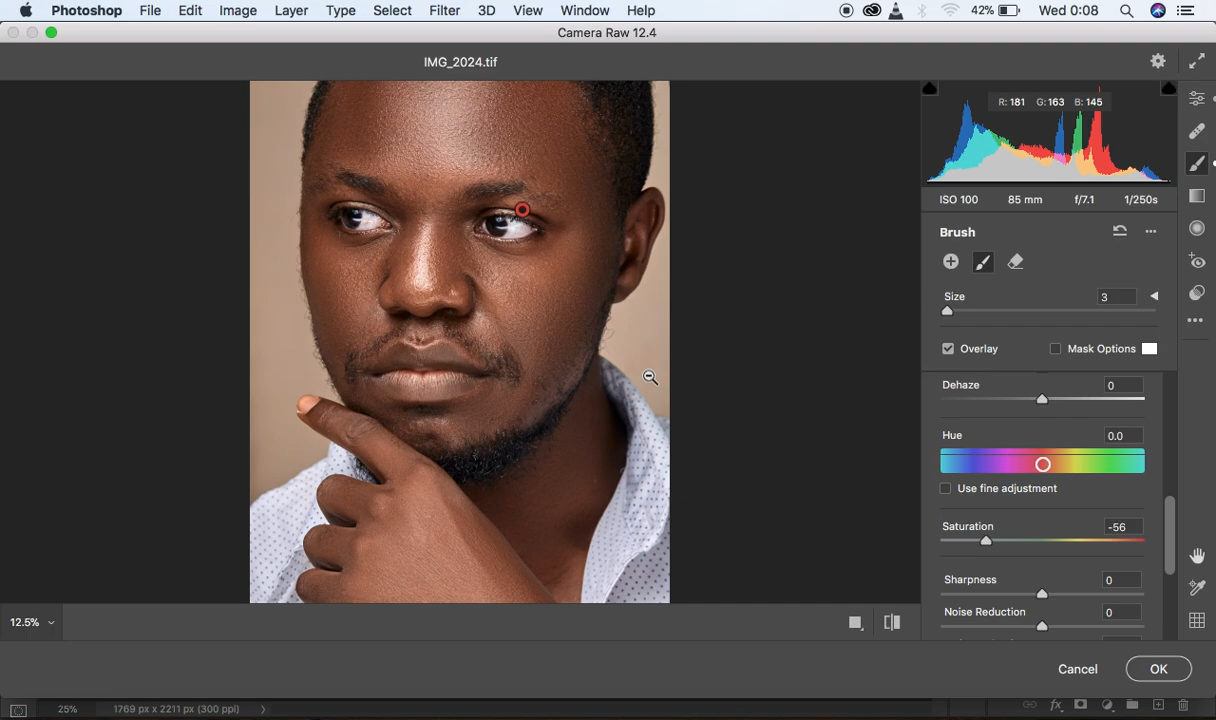 Photoshop File Edit Image Layer Type Select Filter 3D View Window Help 42% Wed 0:08
Camera Raw 12.4
IMG_2024.tif
R: 181 G: 163 B: 145
ISO 100 85 mm f/7.1 1/250s
Brush
Size 3
Overlay Mask Options
Dehaze 0
Hue 0.0
Use fine adjustment
Saturation -56
Sharpness 0
Noise Reduction 0
12.5%
Cancel OK
25% 1769 px x 2211 px (300 ppi)
fx